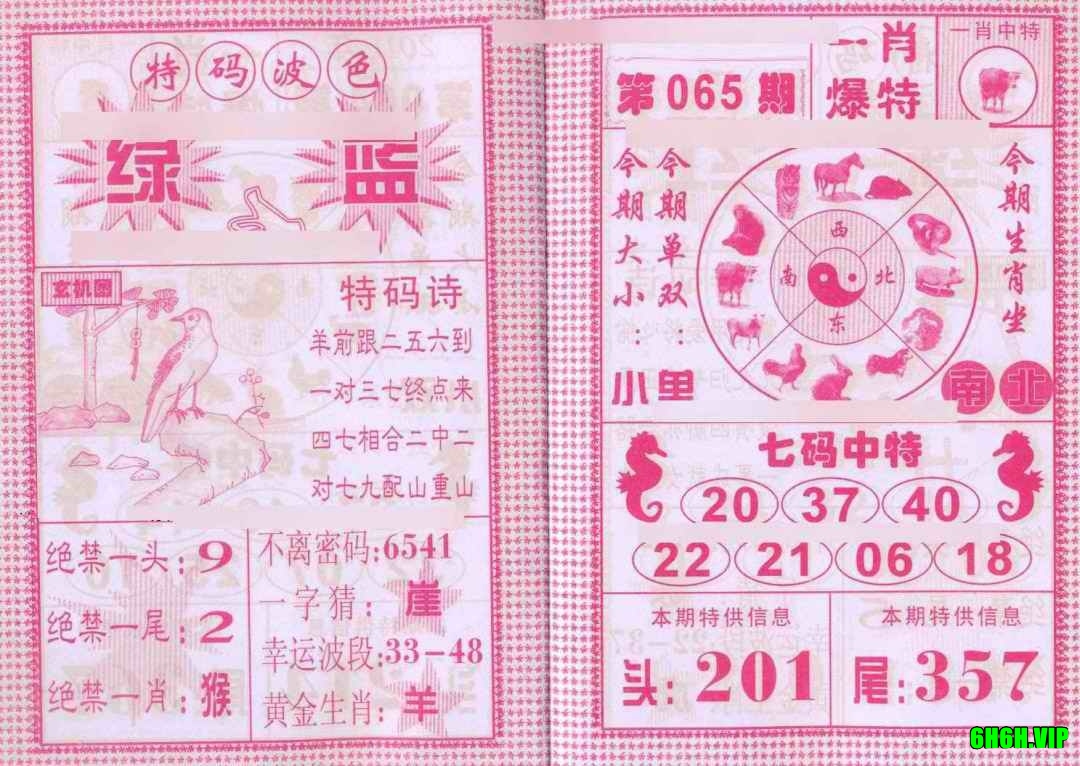 特码波色
绿 蓝
玄机图
特码诗
羊前跟二五六到
一对三七终点来
四七相合二中二
对七九配山重山
绝禁一头:9
绝禁一尾:2
绝禁一肖:猴
不离密码:6541
一字猜:崖
幸运波段:33-48
黄金生肖:羊
第065期
一肖
爆特
一肖中特
今期大小:小
今期单双:
西
南 北
东
今期生肖坐
南北
七码中特
20 37 40
22 21 06 18
本期特供信息
头:201
本期特供信息
尾:357
6H6H.VIP